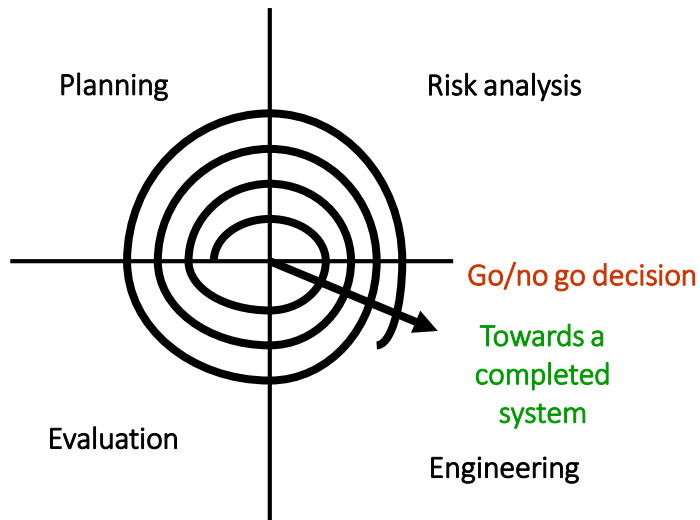 Planning
Risk analysis
Go/no go decision
Towards a
completed
system
Evaluation
Engineering